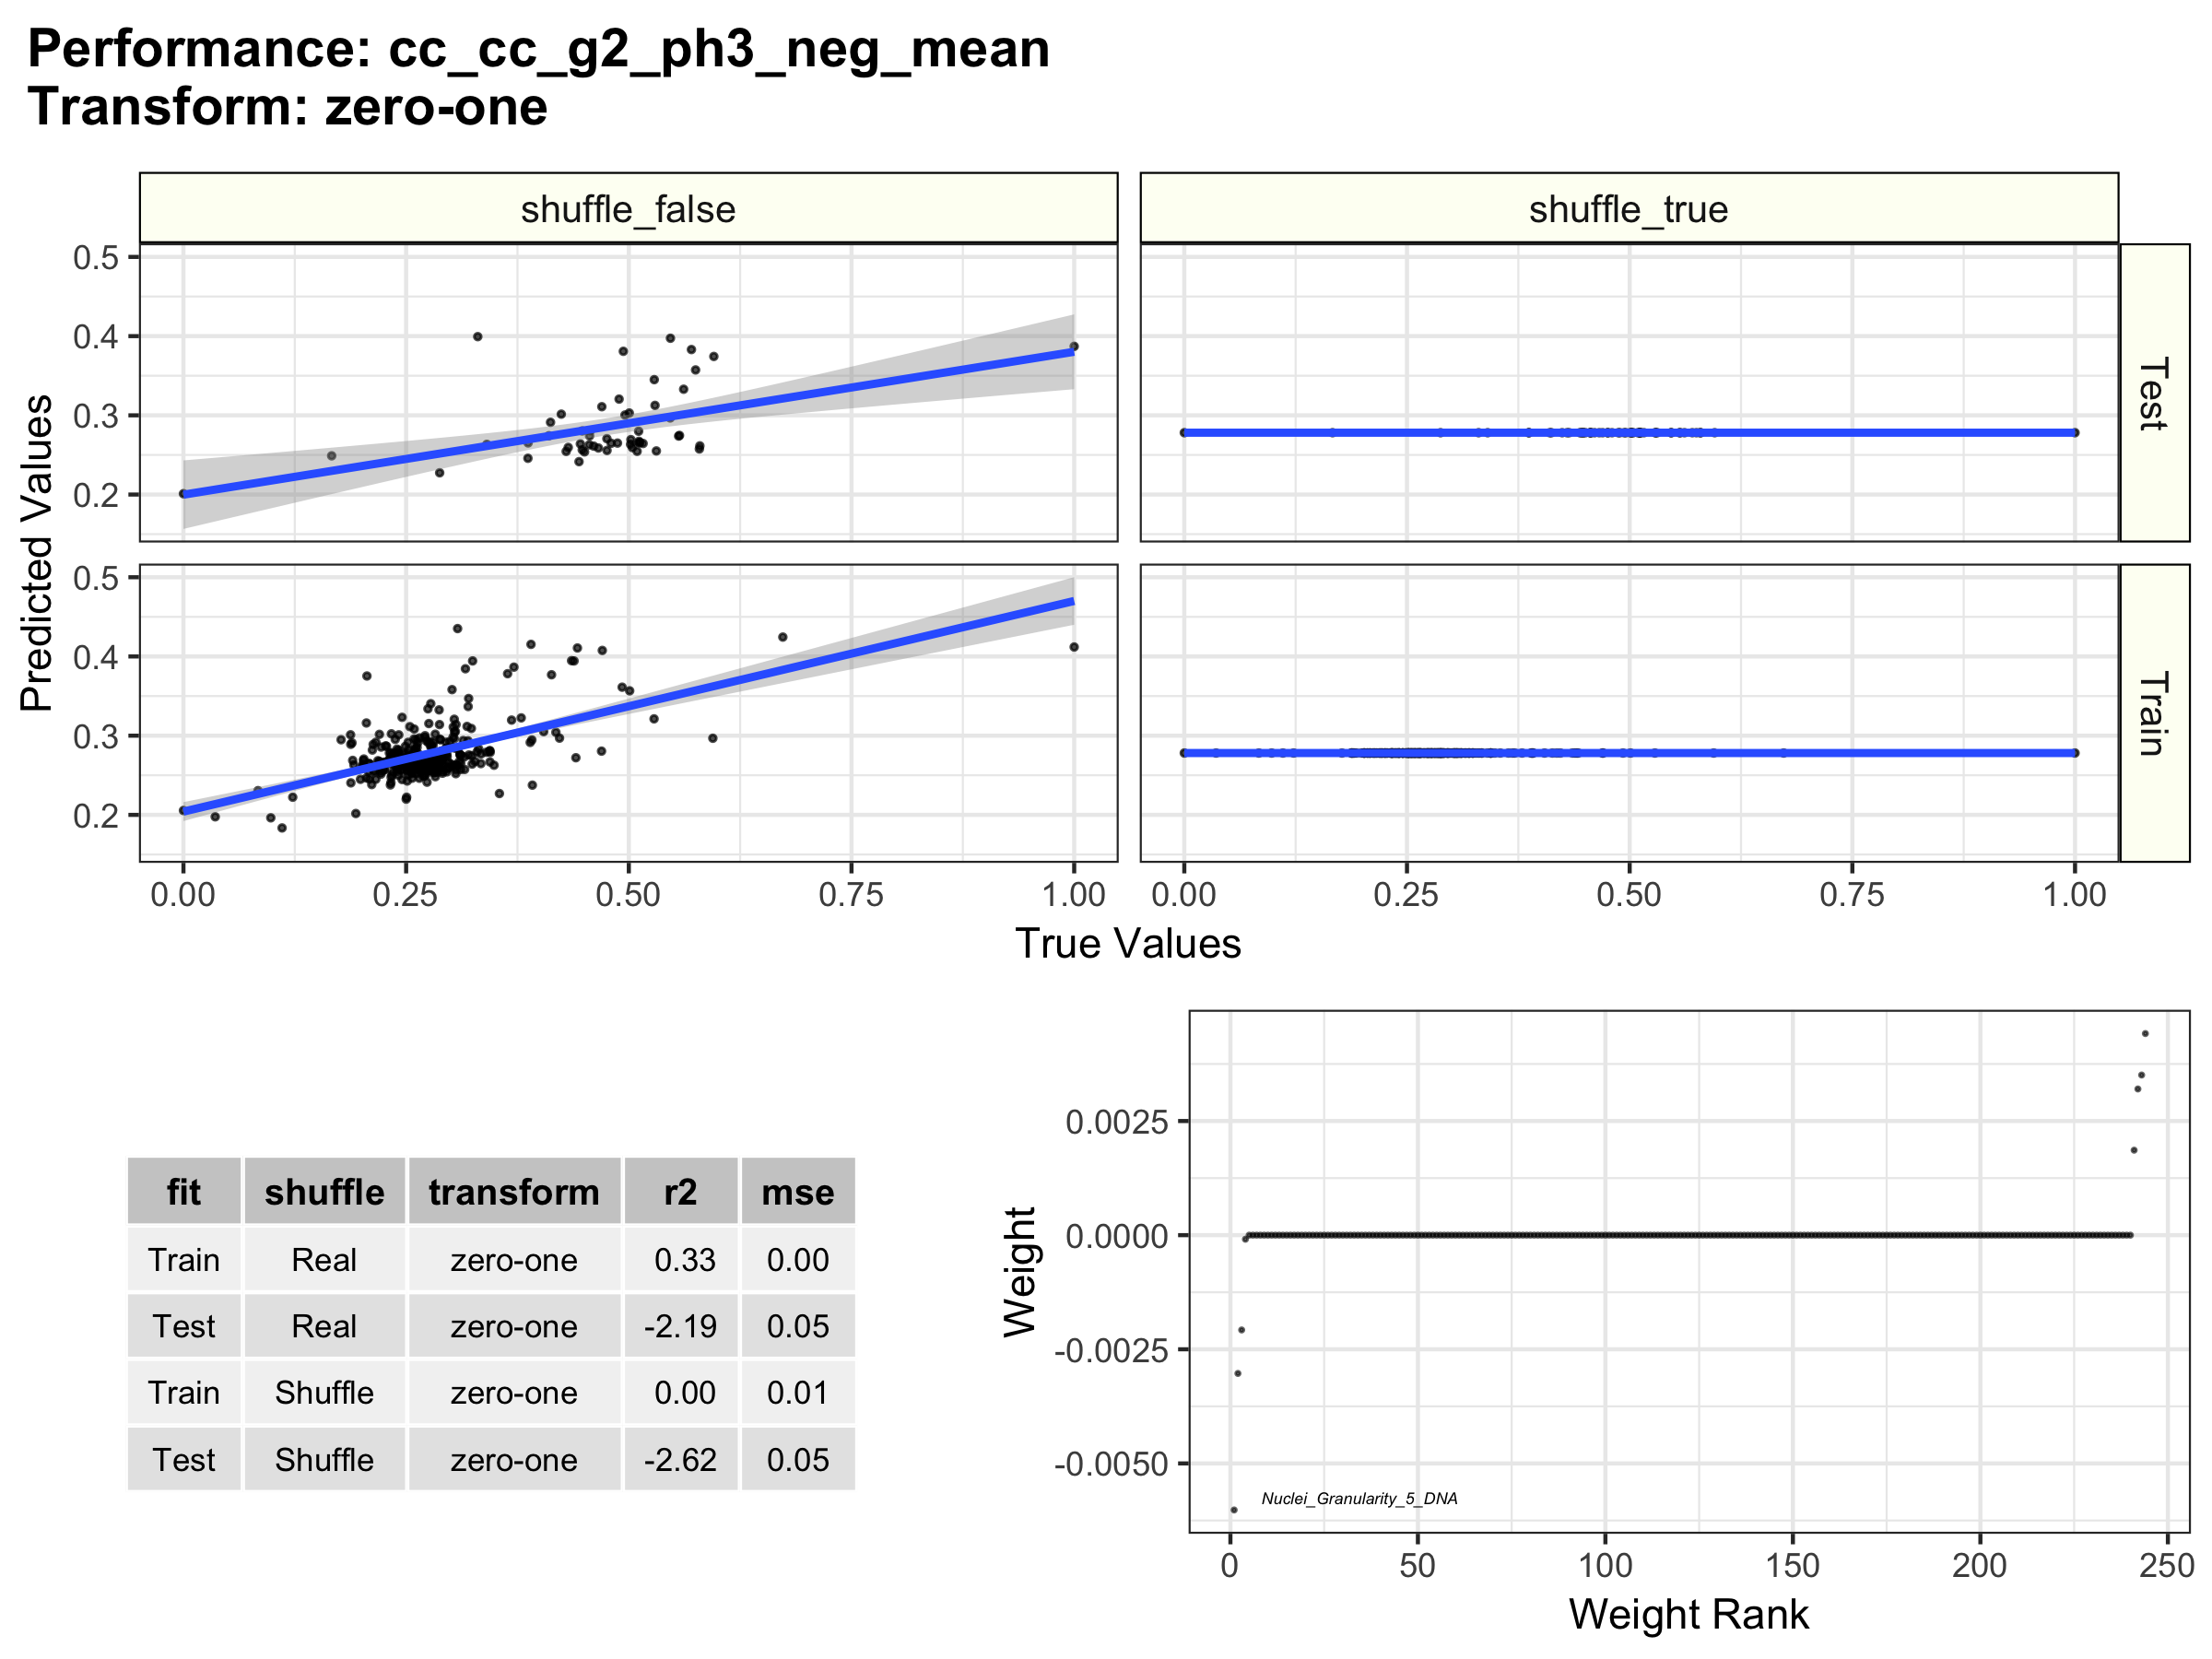 Performance: cc_cc_g2_ph3_neg_mean
Transform: zero-one
shuffle_false
shuffle_true
0.5
0.4
0.3
0.2
Test
0.5
0.4
0.3
0.2
Train
Predicted Values
0.00 0.25 0.50 0.75 1.00
0.00 0.25 0.50 0.75 1.00
True Values
fit shuffle transform r2 mse
Train Real zero-one 0.33 0.00
Test Real zero-one -2.19 0.05
Train Shuffle zero-one 0.00 0.01
Test Shuffle zero-one -2.62 0.05
Weight
0.0025
0.0000
-0.0025
-0.0050
Nuclei_Granularity_5_DNA
0 50 100 150 200 250
Weight Rank